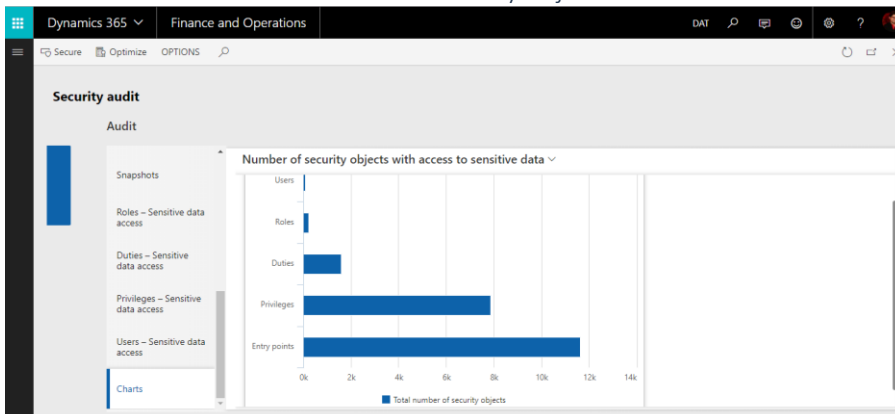 Dynamics 365 Finance and Operations DAT ?
Secure Optimize OPTIONS
Security audit
Audit
Snapshots
Roles – Sensitive data
access
Duties – Sensitive
data access
Privileges – Sensitive
data access
Users – Sensitive data
access
Charts
Number of security objects with access to sensitive data
Users
Roles
Duties
Privileges
Entry points
0k 2k 4k 6k 8k 10k 12k 14k
Total number of security objects